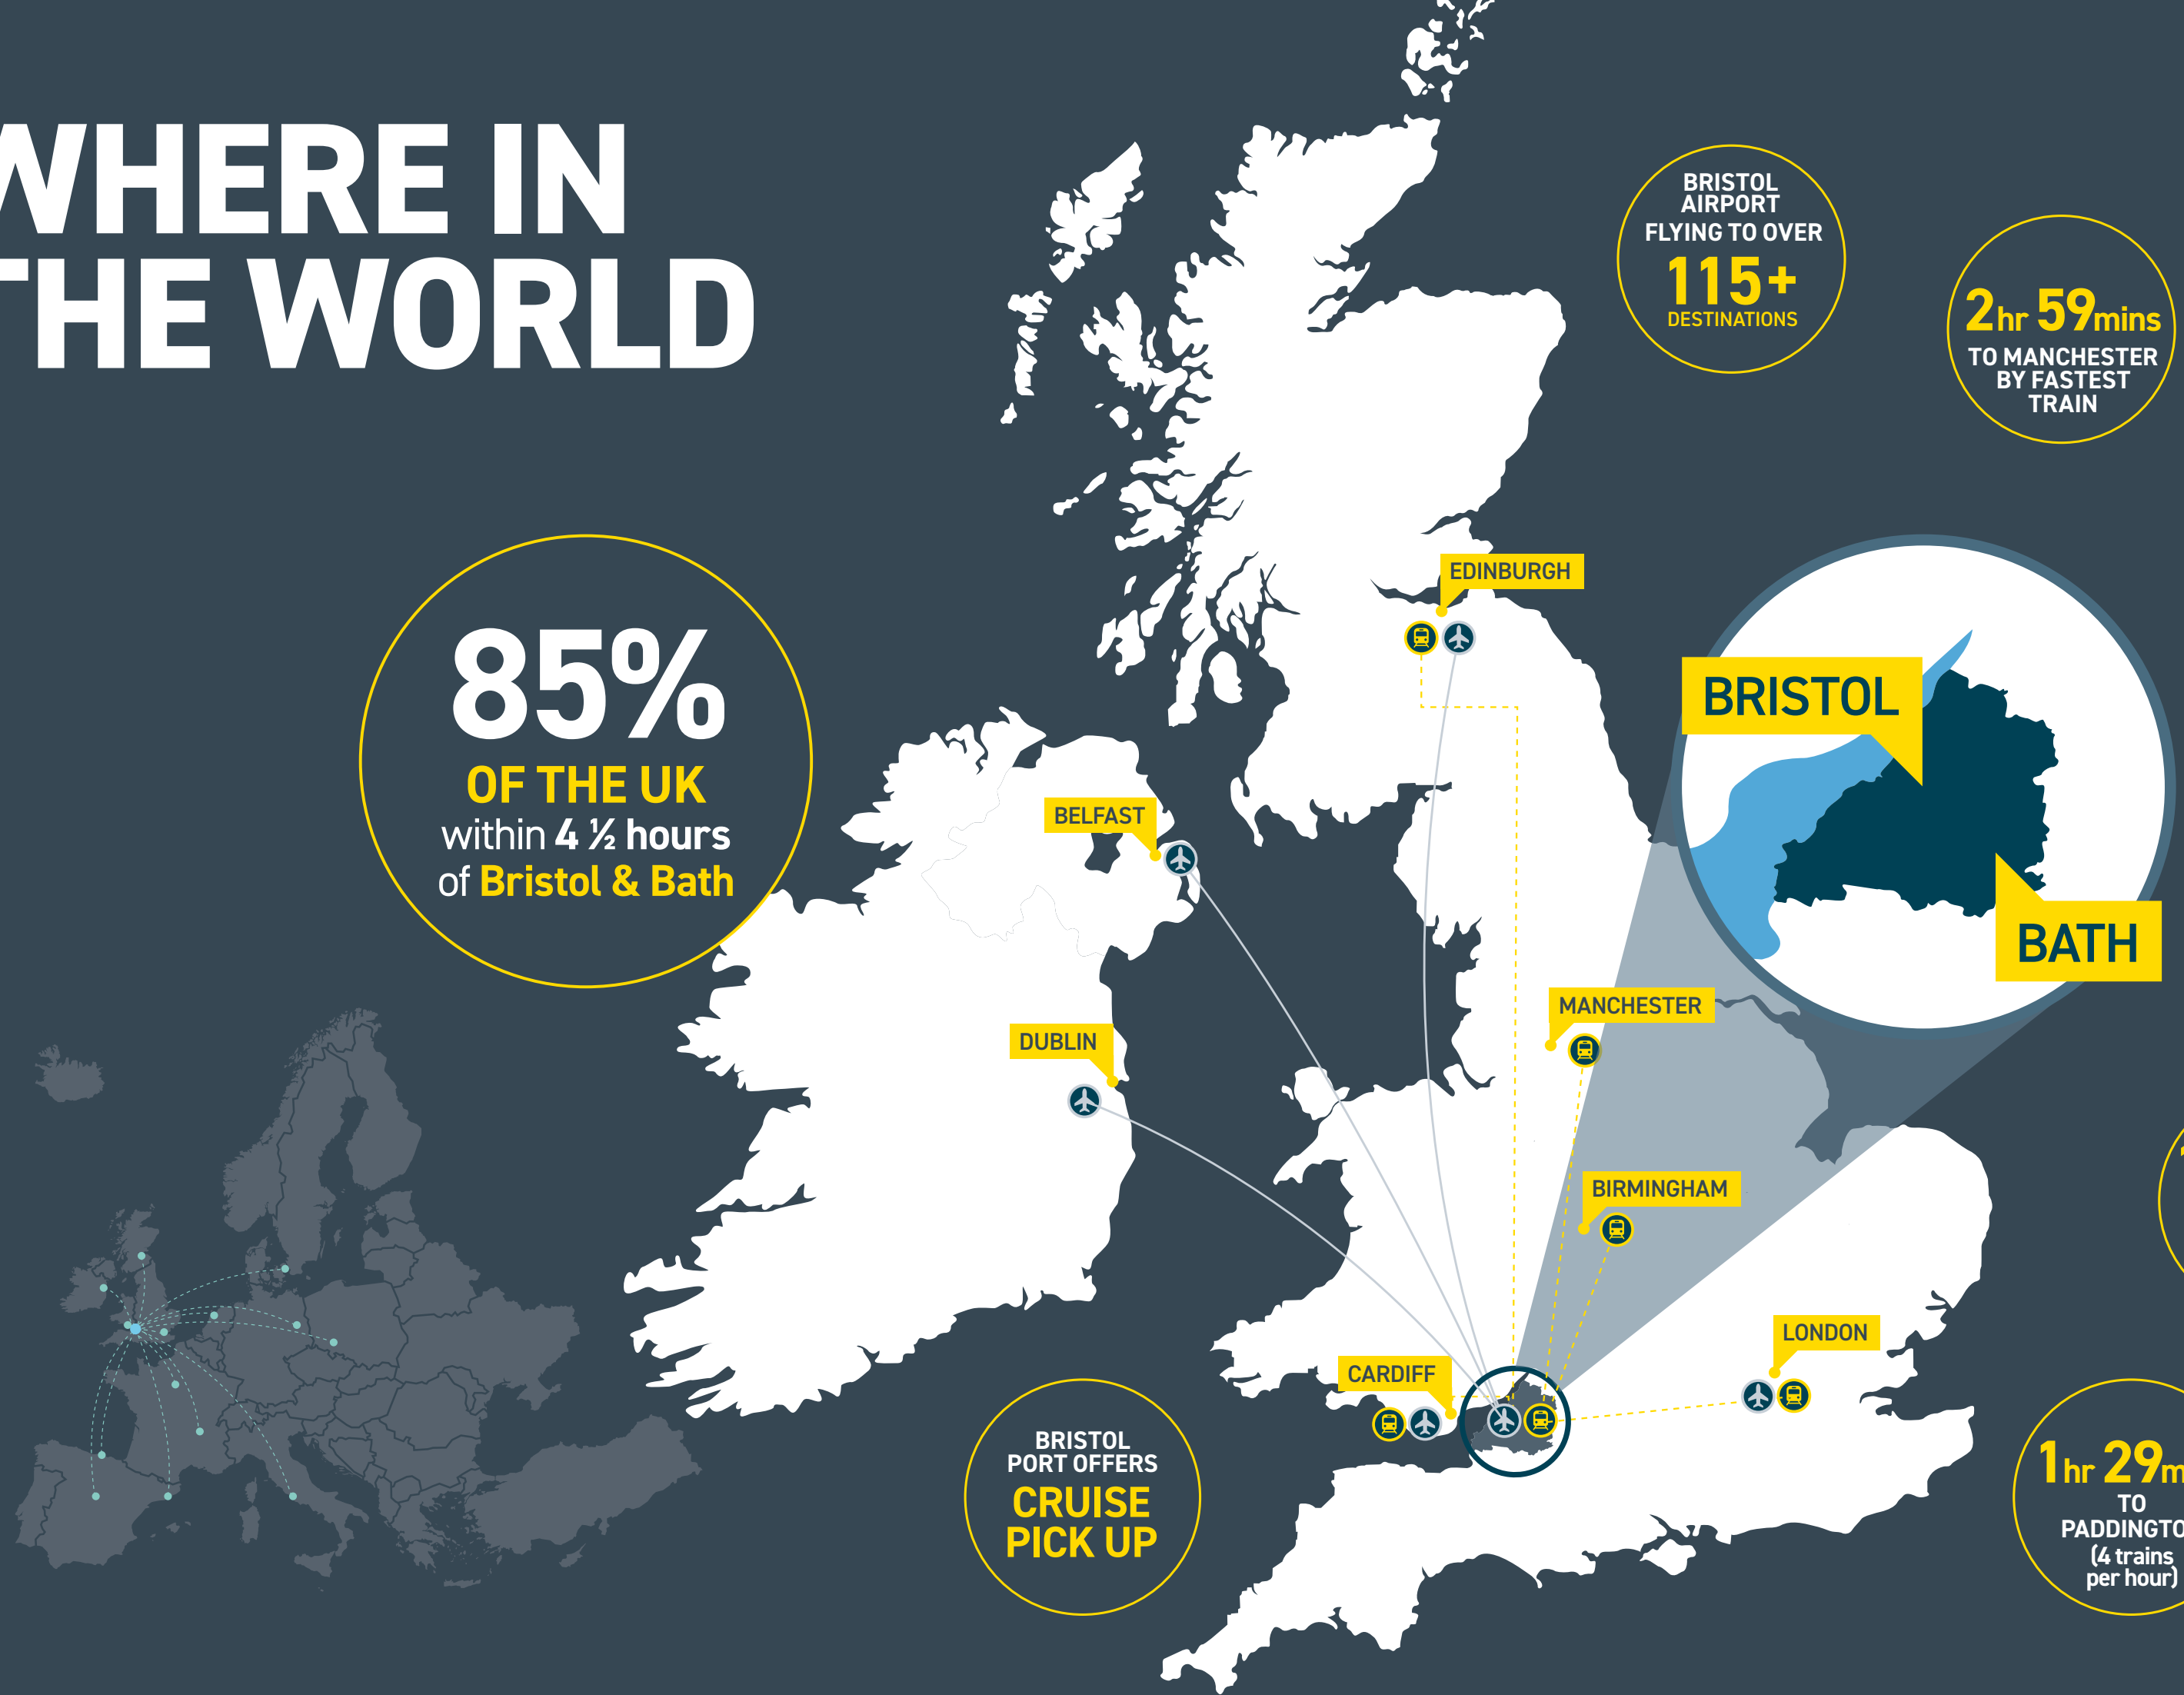 WHERE IN
THE WORLD
BRISTOL
AIRPORT
FLYING TO OVER
115+
DESTINATIONS
2hr 59mins
TO MANCHESTER
BY FASTEST
TRAIN
85%
OF THE UK
within 4 ½ hours
of Bristol & Bath
EDINBURGH
BRISTOL
BELFAST
BATH
MANCHESTER
DUBLIN
BIRMINGHAM
LONDON
CARDIFF
BRISTOL
PORT OFFERS
CRUISE
PICK UP
1hr 29m
TO
PADDINGTO
(4 trains
per hour)